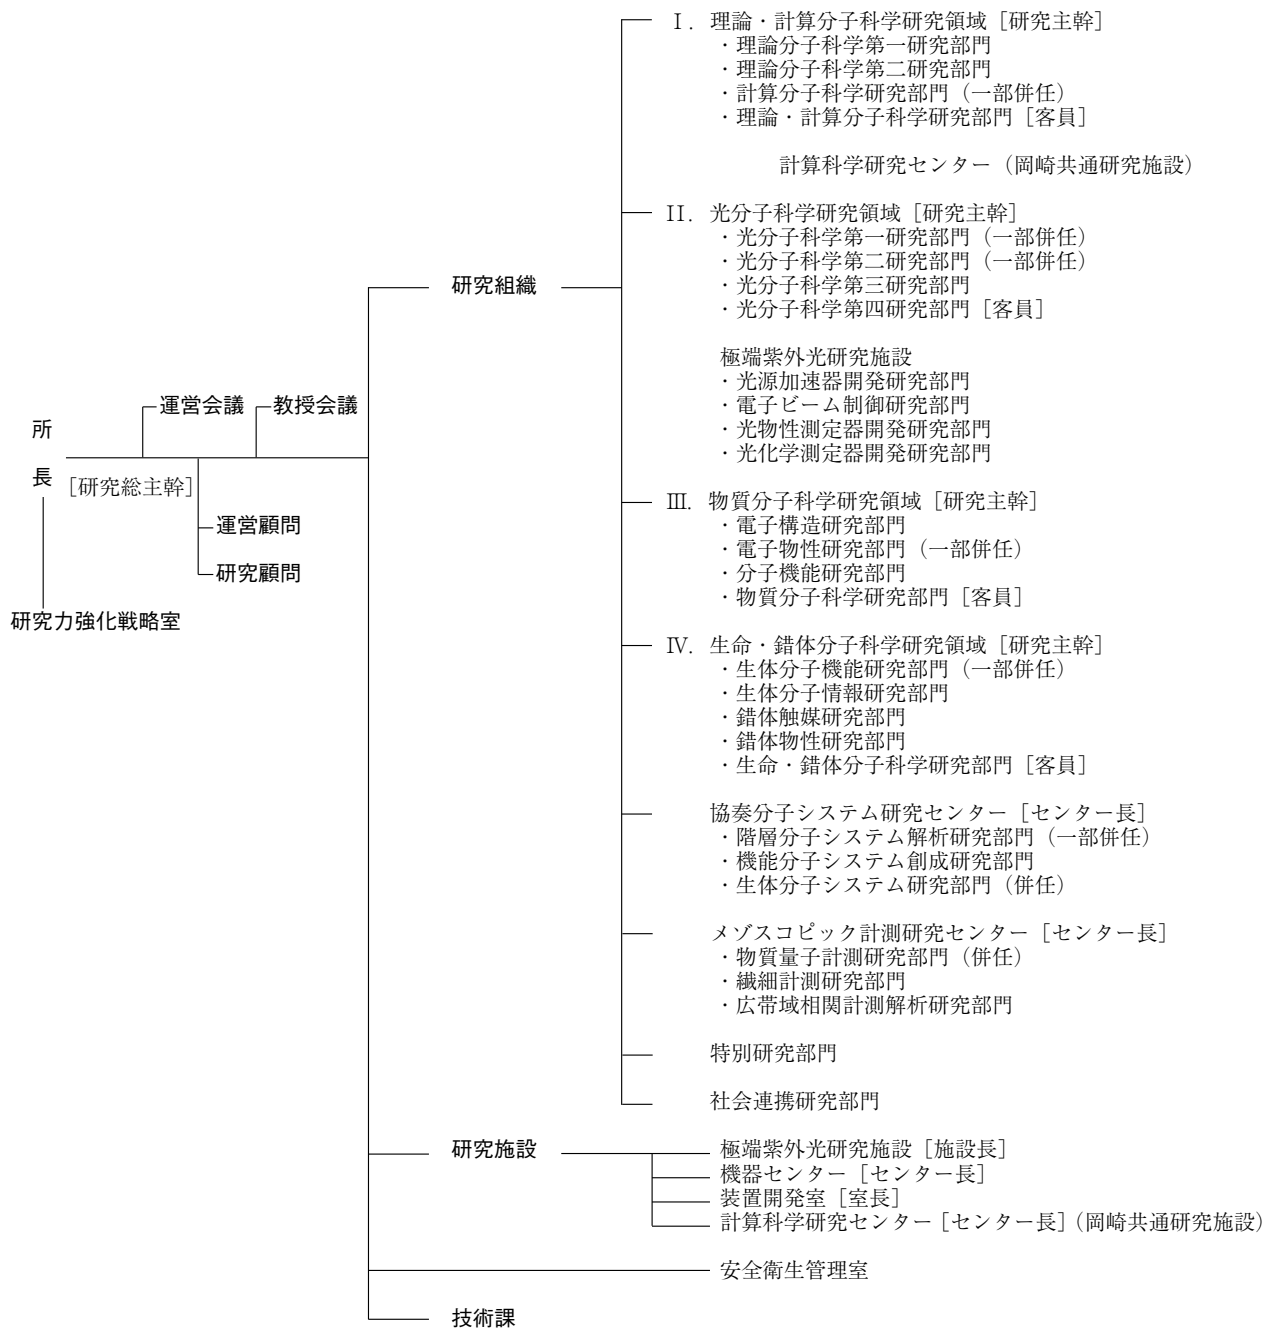 所
長
[研究総主幹]
運営会議
教授会議
運営顧問
研究顧問
研究力強化戦略室
研究組織
I. 理論・計算分子科学研究領域［研究主幹］
・理論分子科学第一研究部門
・理論分子科学第二研究部門
・計算分子科学研究部門（一部併任）
・理論・計算分子科学研究部門［客員］
計算科学研究センター（岡崎共通研究施設）
II. 光分子科学研究領域［研究主幹］
・光分子科学第一研究部門（一部併任）
・光分子科学第二研究部門（一部併任）
・光分子科学第三研究部門
・光分子科学第四研究部門［客員］
極端紫外光研究施設
・光源加速器開発研究部門
・電子ビーム制御研究部門
・光物性測定器開発研究部門
・光化学測定器開発研究部門
III. 物質分子科学研究領域［研究主幹］
・電子構造研究部門
・電子物性研究部門（一部併任）
・分子機能研究部門
・物質分子科学研究部門［客員］
IV. 生命・錯体分子科学研究領域［研究主幹］
・生体分子機能研究部門（一部併任）
・生体分子情報研究部門
・錯体触媒研究部門
・錯体物性研究部門
・生命・錯体分子科学研究部門［客員］
協奏分子システム研究センター［センター長］
・階層分子システム解析研究部門（一部併任）
・機能分子システム創成研究部門
・生体分子システム研究部門（併任）
メゾスコピック計測研究センター［センター長］
・物質量子計測研究部門（併任）
・繊細計測研究部門
・広帯域相関計測解析研究部門
特別研究部門
社会連携研究部門
研究施設
極端紫外光研究施設［施設長］
機器センター［センター長］
装置開発室［室長］
計算科学研究センター［センター長］（岡崎共通研究施設）
安全衛生管理室
技術課